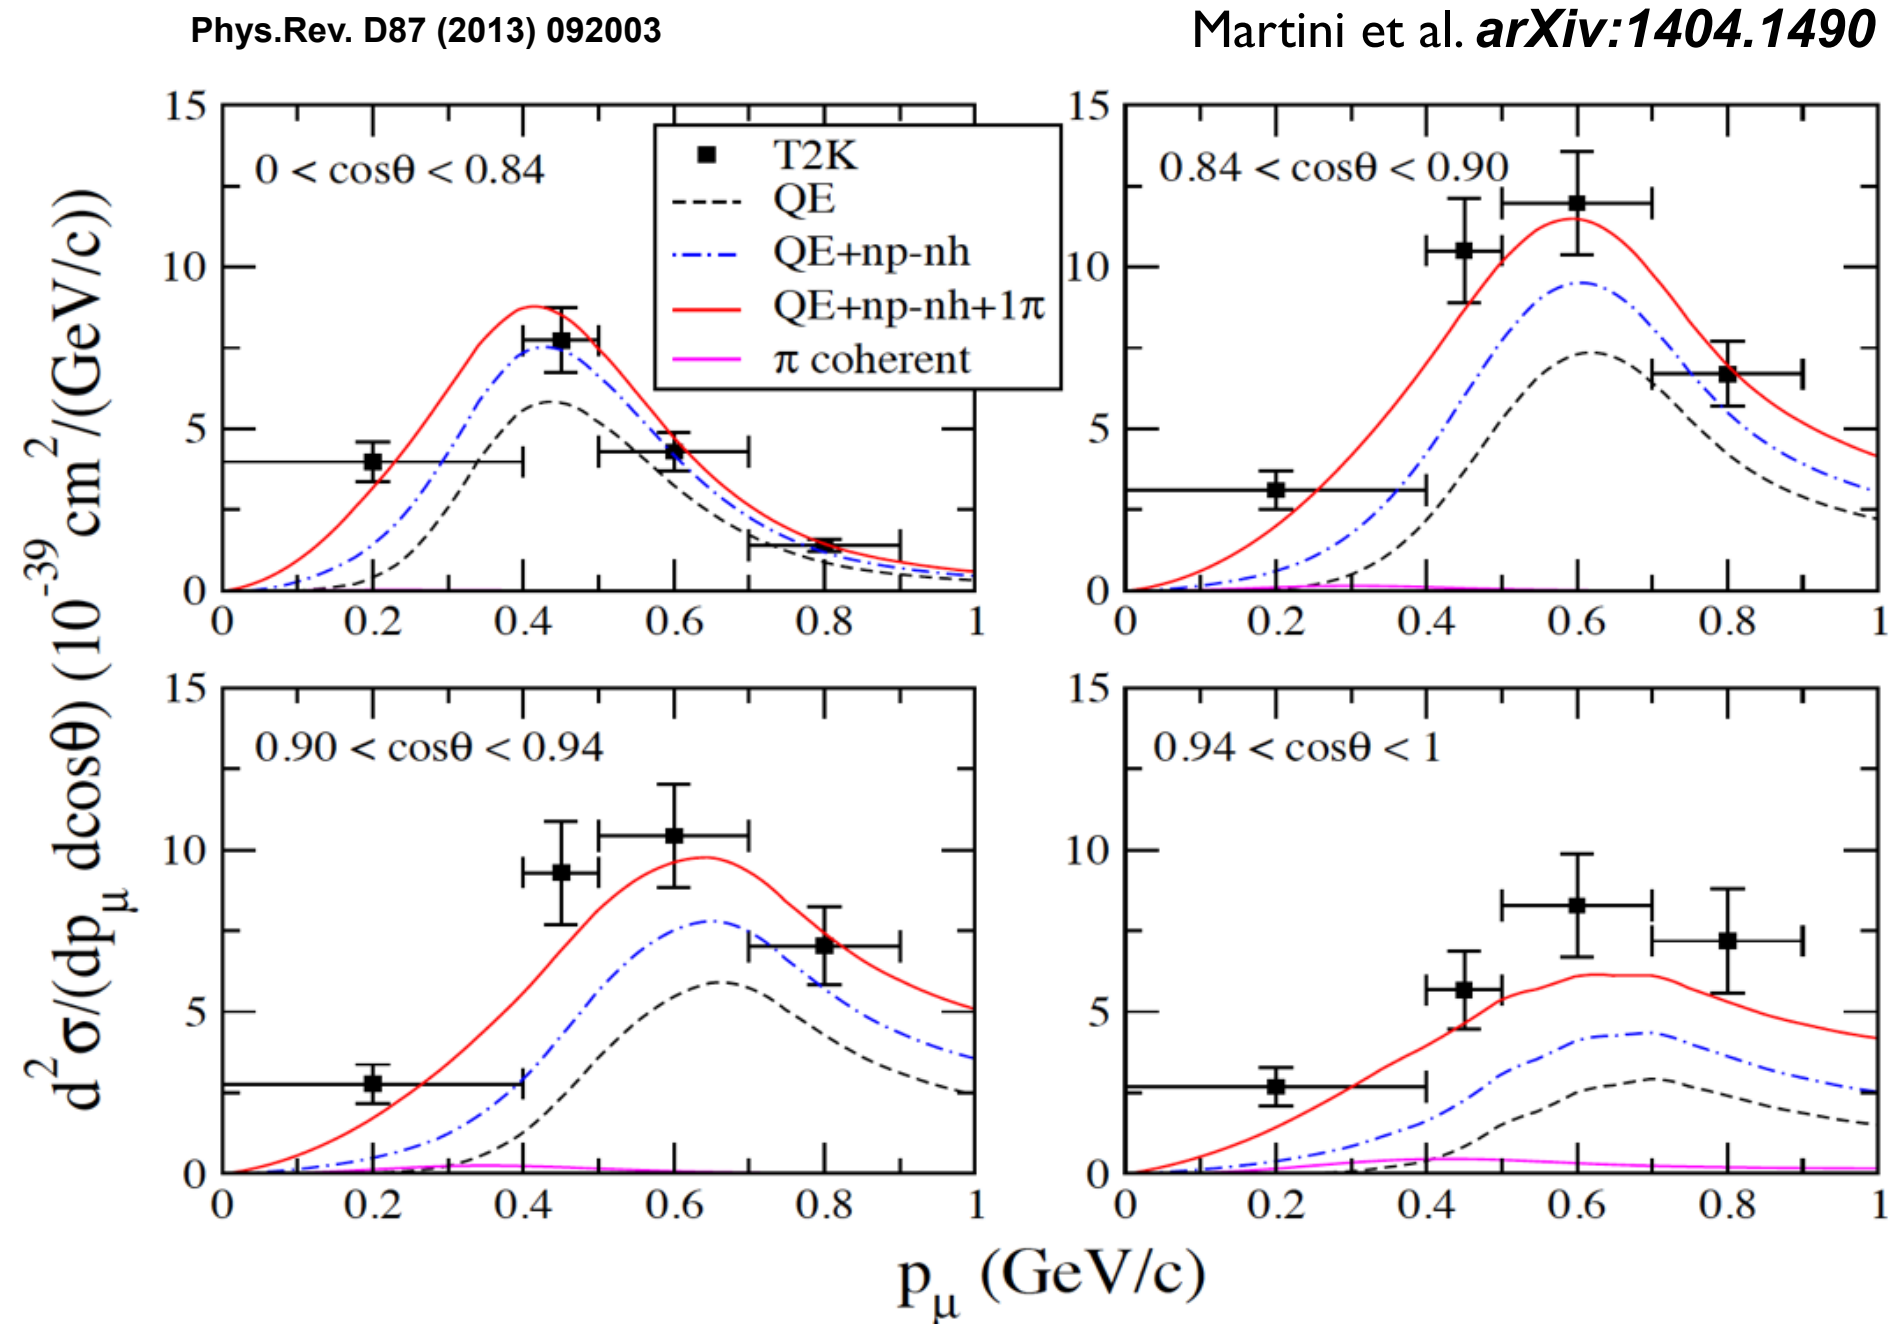 Phys.Rev. D87 (2013) 092003
Martini et al. arXiv:1404.1490
d²σ/(dp_μ dcosθ) (10⁻³⁹ cm²/(GeV/c))
15
10
5
0
0 < cosθ < 0.84
T2K
QE
QE+np-nh
QE+np-nh+1π
π coherent
0 0.2 0.4 0.6 0.8 1
15
10
5
0
0.84 < cosθ < 0.90
0 0.2 0.4 0.6 0.8 1
15
10
5
0
0.90 < cosθ < 0.94
0 0.2 0.4 0.6 0.8 1
15
10
5
0
0.94 < cosθ < 1
0 0.2 0.4 0.6 0.8 1
p_μ (GeV/c)